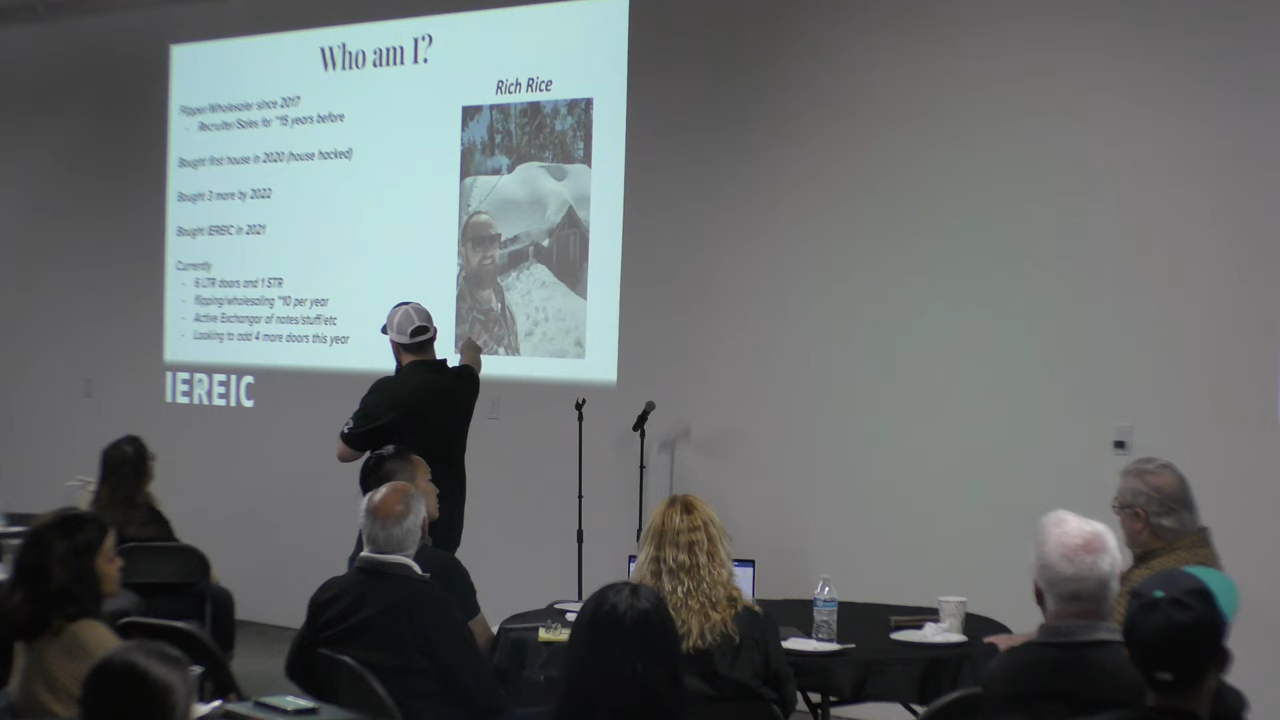 Who am I?
Rich Rice
Flipper/Wholesaler since 2017
- Recruiter/Sales for ~15 years before
Bought first house in 2020 (house hacked)
Bought 3 more by 2022
Bought IEREIC in 2021
Currently
- 6 LTR doors and 1 STR
- flipping/wholesaling ~10 per year
- Active Exchangor of notes/stuff/etc
- Looking to add 4 more doors this year
IEREIC